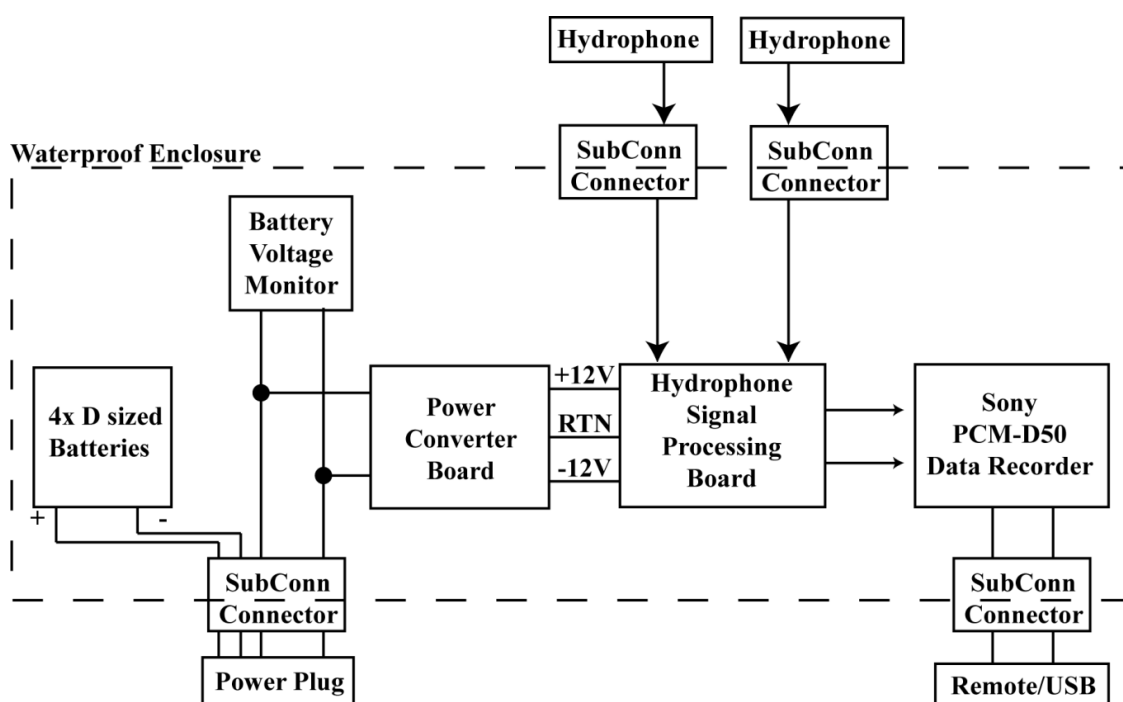 Hydrophone
Hydrophone
SubConn
Connector
SubConn
Connector
Waterproof Enclosure
Battery
Voltage
Monitor
4x D sized
Batteries
+
-
Power
Converter
Board
+12V
RTN
-12V
Hydrophone
Signal
Processing
Board
Sony
PCM-D50
Data Recorder
SubConn
Connector
SubConn
Connector
Power Plug
Remote/USB